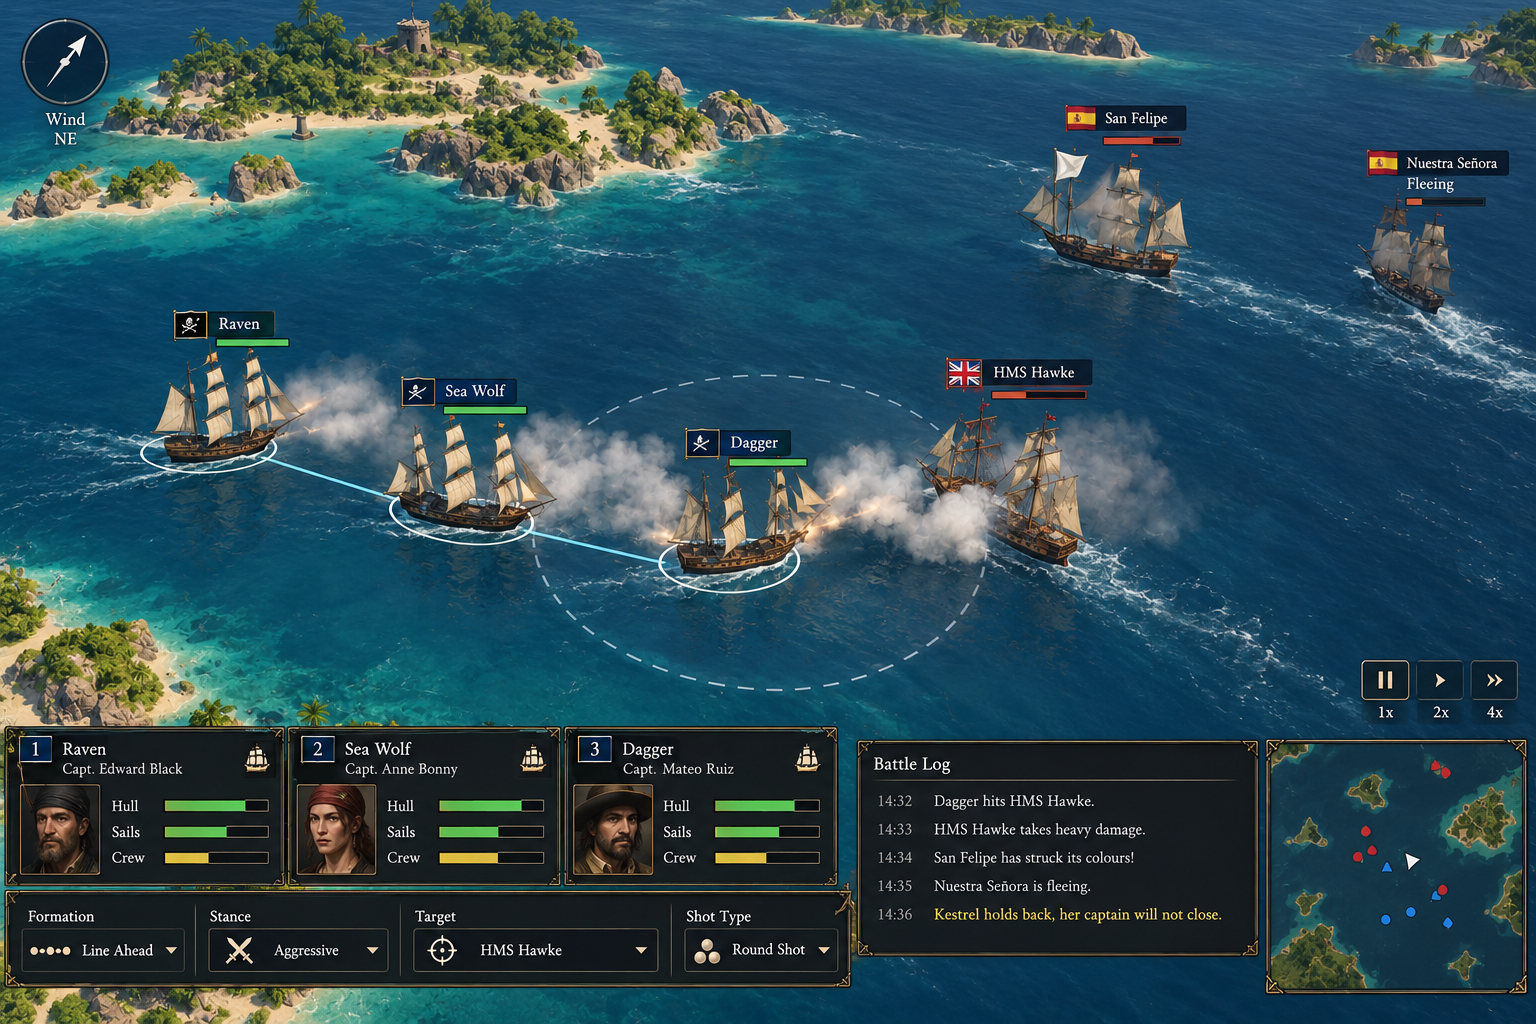 Wind
NE
San Felipe
Nuestra Señora
Fleeing
Raven
HMS Hawke
Sea Wolf
Dagger
1x
2x
4x
1 Raven
Capt. Edward Black
Hull
Sails
Crew
2 Sea Wolf
Capt. Anne Bonny
Hull
Sails
Crew
3 Dagger
Capt. Mateo Ruiz
Hull
Sails
Crew
Formation
Line Ahead
Stance
Aggressive
Target
HMS Hawke
Shot Type
Round Shot
Battle Log
14:32 Dagger hits HMS Hawke.
14:33 HMS Hawke takes heavy damage.
14:34 San Felipe has struck its colours!
14:35 Nuestra Señora is fleeing.
14:36 Kestrel holds back, her captain will not close.